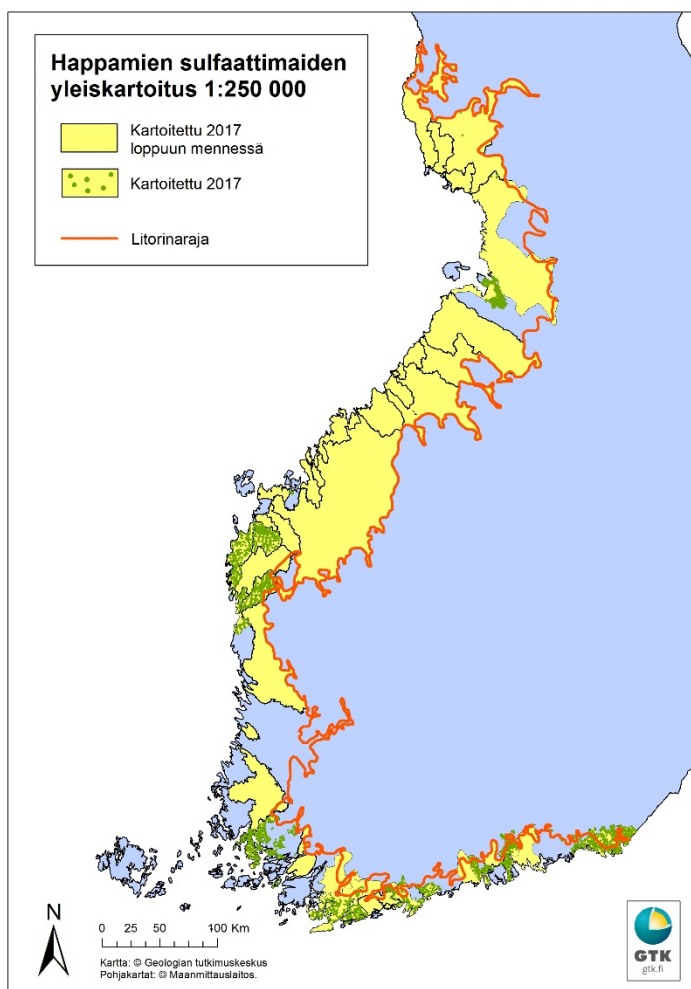 Happamien sulfaattimaiden
yleiskartoitus 1:250 000
Kartoitettu 2017
loppuun mennessä
Kartoitettu 2017
Litorinaraja
N
0 25 50 100 Km
Kartta: © Geologian tutkimuskeskus
Pohjakartat: © Maanmittauslaitos.
GTK
gtk.fi